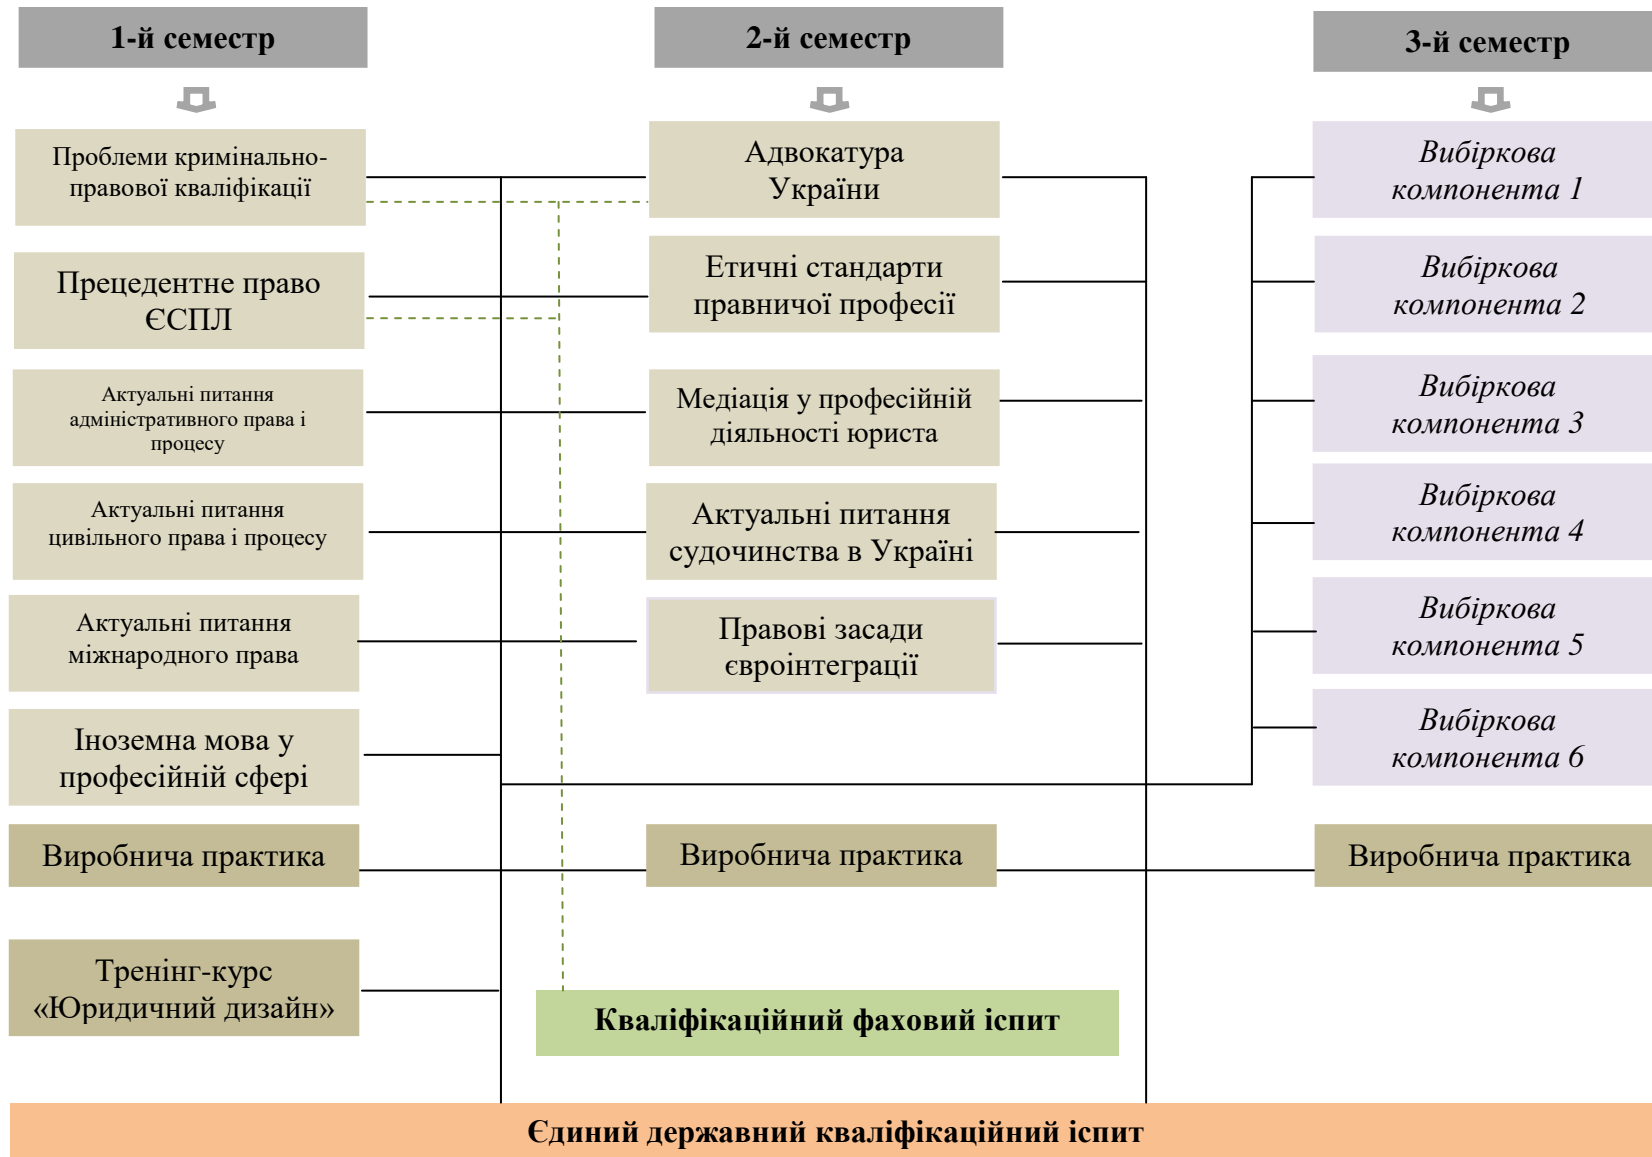 1-й семестр
2-й семестр
3-й семестр
Проблеми кримінально-
правової кваліфікації
Прецедентне право
ЄСПЛ
Актуальні питання
адміністративного права і
процесу
Актуальні питання
цивільного права і процесу
Актуальні питання
міжнародного права
Іноземна мова у
професійній сфері
Виробнича практика
Тренінг-курс
«Юридичний дизайн»
Адвокатура
України
Етичні стандарти
правничої професії
Медіація у професійній
діяльності юриста
Актуальні питання
судочинства в Україні
Правові засади
євроінтеграції
Виробнича практика
Вибіркова
компонента 1
Вибіркова
компонента 2
Вибіркова
компонента 3
Вибіркова
компонента 4
Вибіркова
компонента 5
Вибіркова
компонента 6
Виробнича практика
Кваліфікаційний фаховий іспит
Єдиний державний кваліфікаційний іспит